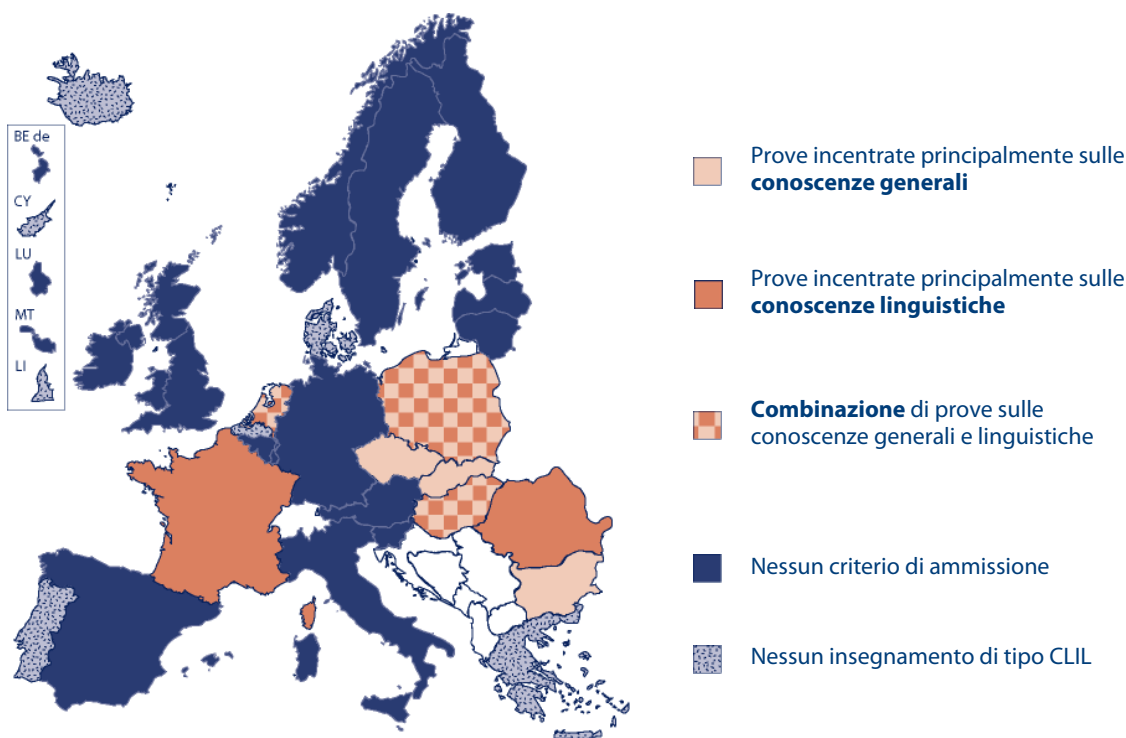 BE de
CY
LU
MT
LI
Prove incentrate principalmente sulle
conoscenze generali
Prove incentrate principalmente sulle
conoscenze linguistiche
Combinazione di prove sulle
conoscenze generali e linguistiche
Nessun criterio di ammissione
Nessun insegnamento di tipo CLIL